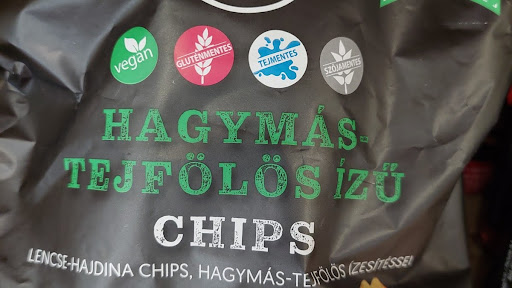 vegan
GLUTÉNMENTES
TEJMENTES
SZÓJAMENTES
HAGYMÁS-
TEJFÖLÖS ÍZŰ
CHIPS
LENCSE-HAJDINA CHIPS, HAGYMÁS-TEJFÖLÖS ÍZESÍTÉSSEL